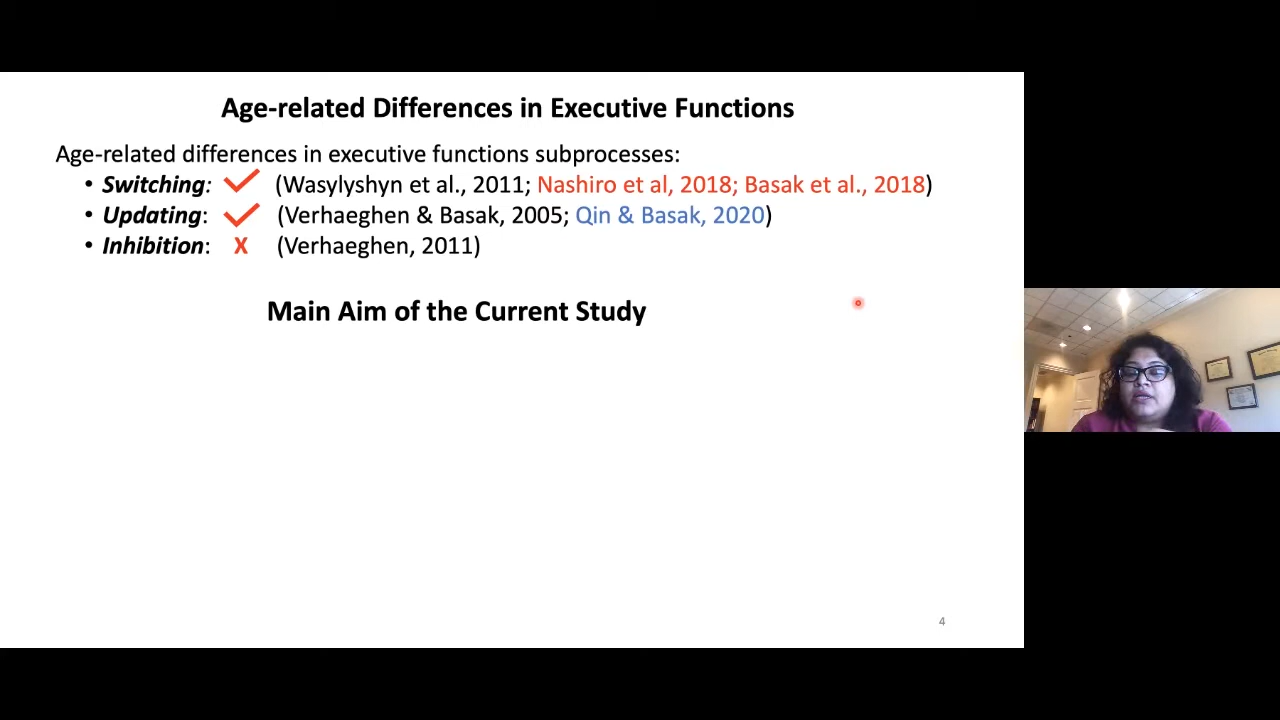 Age-related Differences in Executive Functions
Age-related differences in executive functions subprocesses:
• Switching: ✓ (Wasylyshyn et al., 2011; Nashiro et al, 2018; Basak et al., 2018)
• Updating: ✓ (Verhaeghen & Basak, 2005; Qin & Basak, 2020)
• Inhibition: X (Verhaeghen, 2011)
Main Aim of the Current Study
4